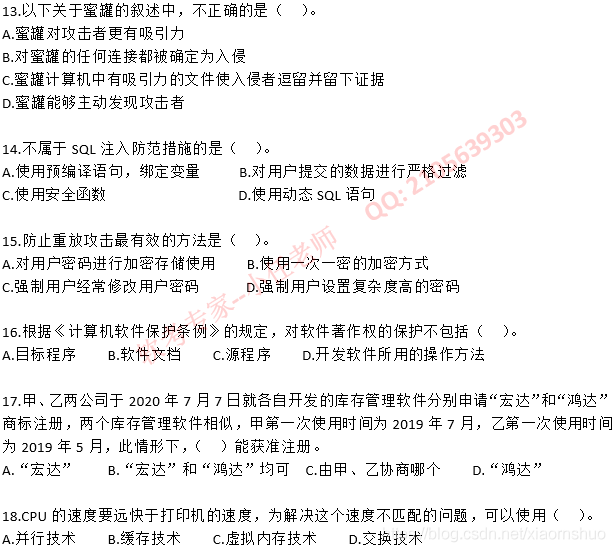 13.以下关于蜜罐的叙述中，不正确的是（ ）。
A.蜜罐对攻击者更有吸引力
B.对蜜罐的任何连接都被确定为入侵
C.蜜罐计算机中有吸引力的文件使入侵者逗留并留下证据
D.蜜罐能够主动发现攻击者
14.不属于 SQL 注入防范措施的是（ ）。
A.使用预编译语句，绑定变量 B.对用户提交的数据进行严格过滤
C.使用安全函数 D.使用动态 SQL 语句
15.防止重放攻击最有效的方法是（ ）。
A.对用户密码进行加密存储使用 B.使用一次一密的加密方式
C.强制用户经常修改用户密码 D.强制用户设置复杂度高的密码
16.根据《计算机软件保护条例》的规定，对软件著作权的保护不包括（ ）。
A.目标程序 B.软件文档 C.源程序 D.开发软件所用的操作方法
17.甲、乙两公司于 2020 年 7 月 7 日就各自开发的库存管理软件分别申请“宏达”和“鸿达”
商标注册，两个库存管理软件相似，甲第一次使用时间为 2019 年 7 月，乙第一次使用时间
为 2019 年 5 月，此情形下，（ ）能获准注册。
A.“宏达” B.“宏达”和“鸿达”均可 C.由甲、乙协商哪个 D.“鸿达”
18.CPU 的速度要远快于打印机的速度，为解决这个速度不匹配的问题，可以使用（ ）。
A.并行技术 B.缓存技术 C.虚拟内存技术 D.交换技术
软考专家---小任老师 QQ: 2105639303
https://blog.csdn.net/xiaomshuo